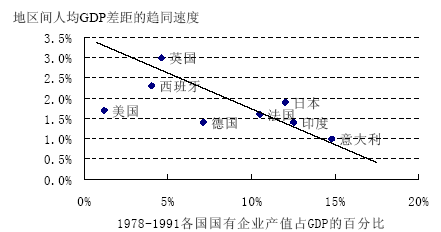 地区间人均GDP差距的趋同速度
3.5%
3.0%
英国
2.5%
西班牙
2.0%
日本
美国
法国
1.5%
德国
印度
1.0%
意大利
0.5%
0.0%
0%
5%
10%
15%
20%
1978-1991各国国有企业产值占GDP的百分比